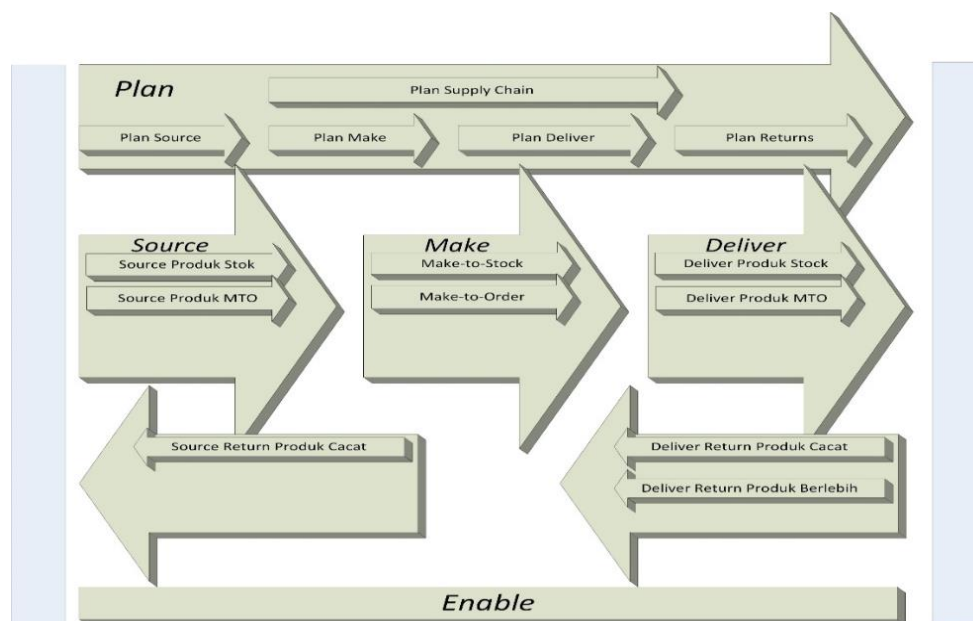 Plan
Plan Supply Chain
Plan Source
Plan Make
Plan Deliver
Plan Returns
Source
Source Produk Stok
Source Produk MTO
Make
Make-to-Stock
Make-to-Order
Deliver
Deliver Produk Stock
Deliver Produk MTO
Source Return Produk Cacat
Deliver Return Produk Cacat
Deliver Return Produk Berlebih
Enable